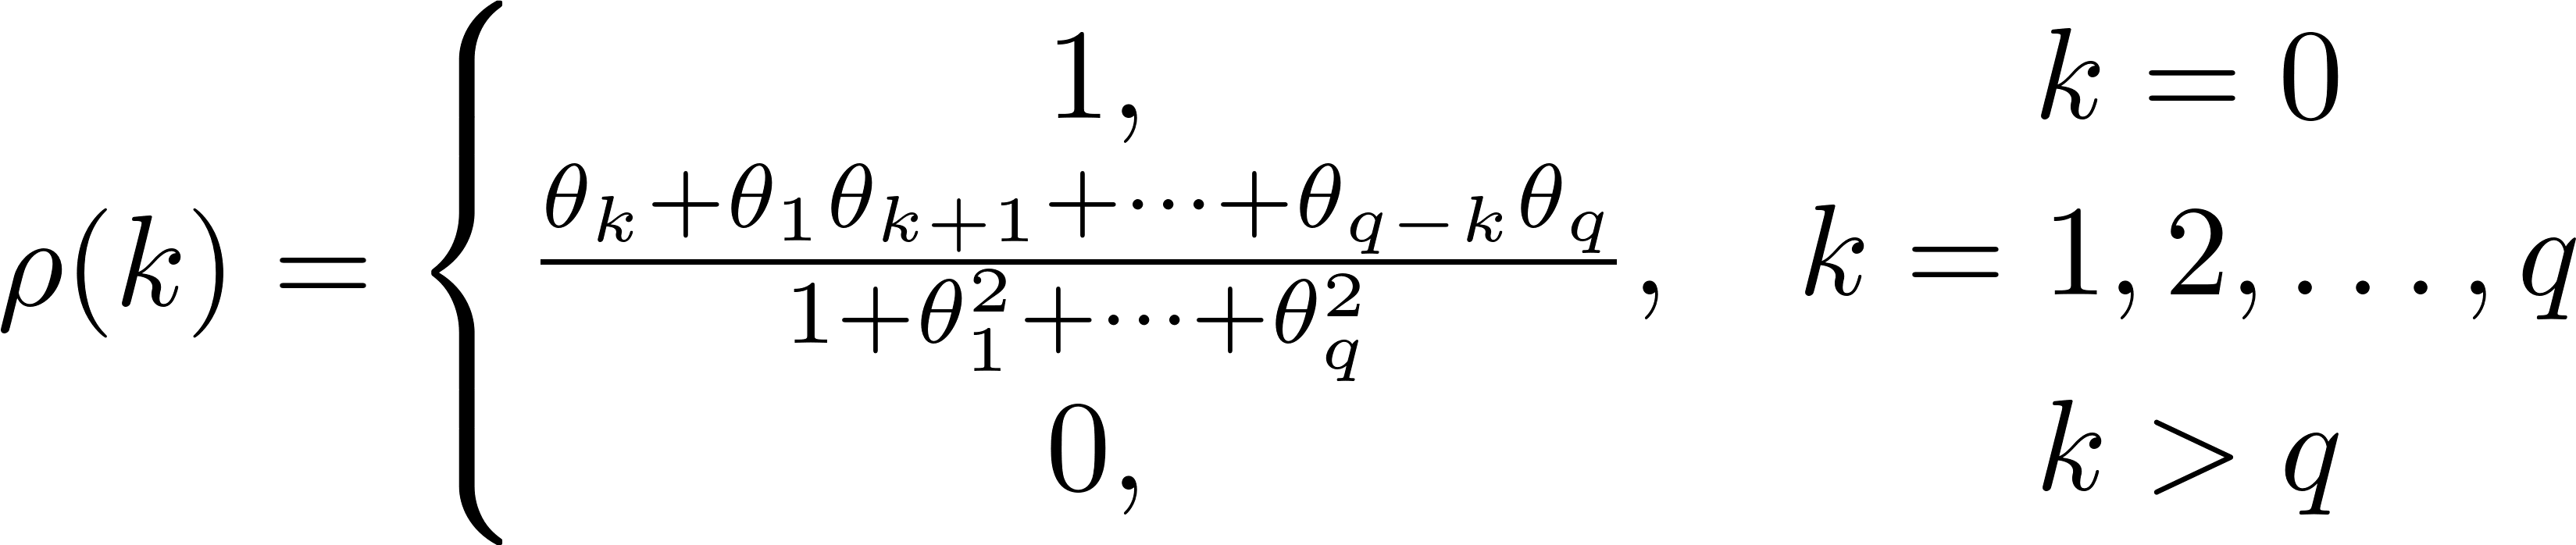 ρ(k) = {
1, k = 0
(θ_k+θ_1θ_{k+1}+⋯+θ_{q−k}θ_q)/(1+θ_1^2+⋯+θ_q^2), k = 1, 2, . . . , q
0, k > q